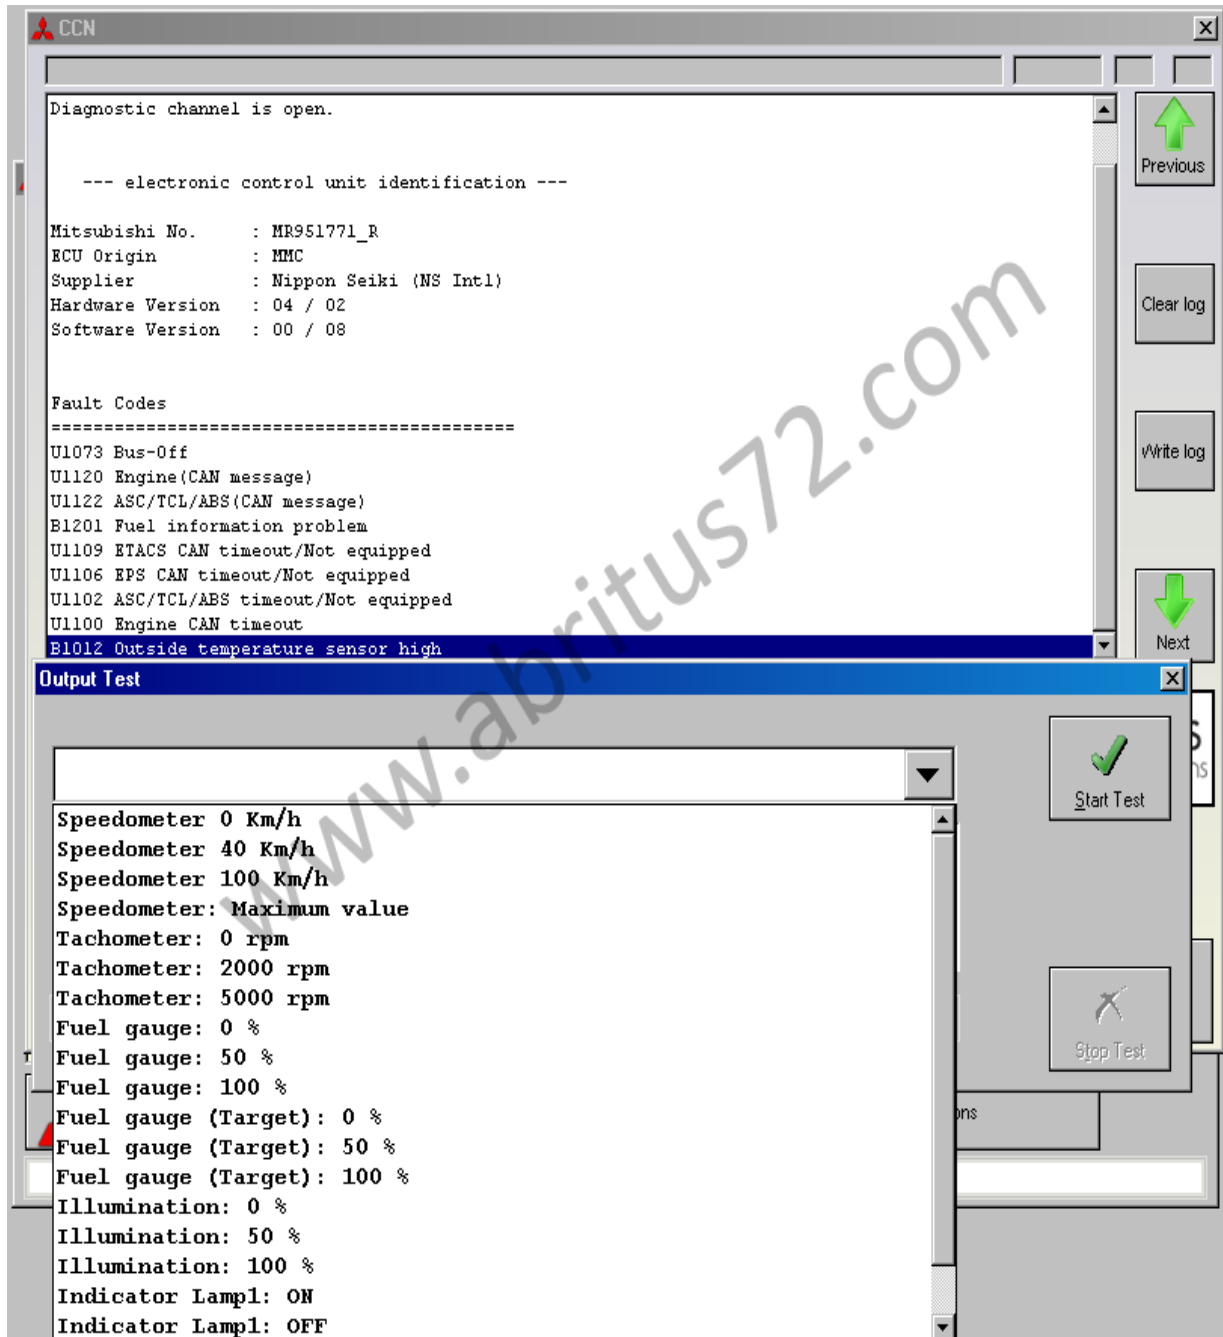 CCN
Diagnostic channel is open.
--- electronic control unit identification ---
Mitsubishi No. : MR951771_R
ECU Origin : MMC
Supplier : Nippon Seiki (NS Intl)
Hardware Version : 04 / 02
Software Version : 00 / 08
Fault Codes
============================================
U1073 Bus-Off
U1120 Engine(CAN message)
U1122 ASC/TCL/ABS(CAN message)
B1201 Fuel information problem
U1109 ETACS CAN timeout/Not equipped
U1106 EPS CAN timeout/Not equipped
U1102 ASC/TCL/ABS timeout/Not equipped
U1100 Engine CAN timeout
B1012 Outside temperature sensor high
Previous
Clear log
Write log
Next
Output Test
Start Test
Stop Test
Speedometer 0 Km/h
Speedometer 40 Km/h
Speedometer 100 Km/h
Speedometer: Maximum value
Tachometer: 0 rpm
Tachometer: 2000 rpm
Tachometer: 5000 rpm
Fuel gauge: 0 %
Fuel gauge: 50 %
Fuel gauge: 100 %
Fuel gauge (Target): 0 %
Fuel gauge (Target): 50 %
Fuel gauge (Target): 100 %
Illumination: 0 %
Illumination: 50 %
Illumination: 100 %
Indicator Lamp1: ON
Indicator Lamp1: OFF
www.abritus72.com